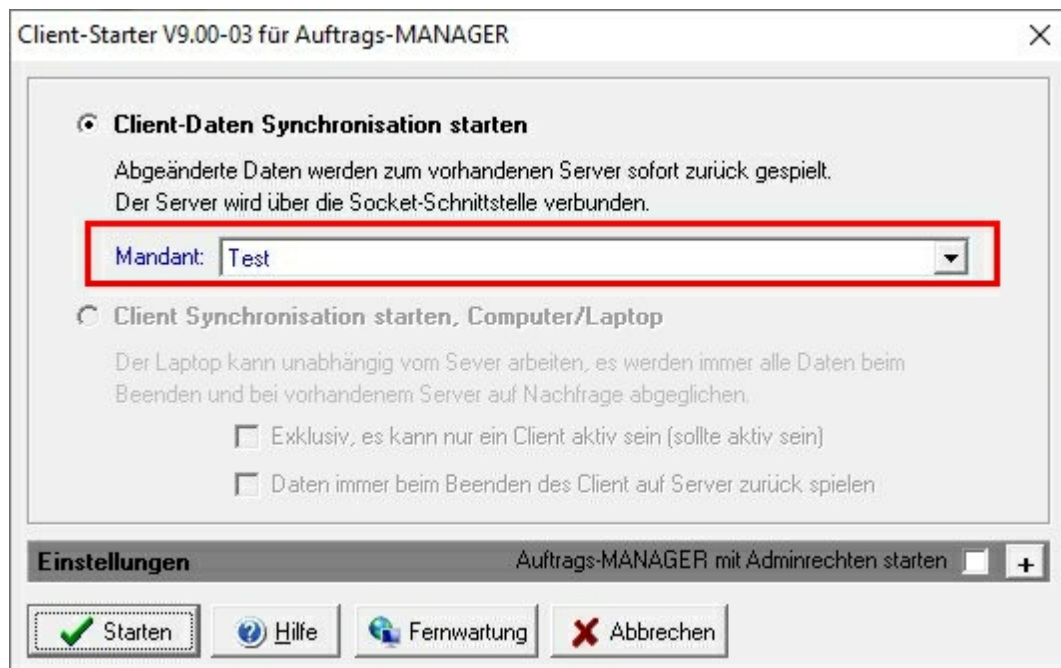 Client-Starter V9.00-03 für Auftrags-MANAGER
Client-Daten Synchronisation starten
Abgeänderte Daten werden zum vorhandenen Server sofort zurück gespielt.
Der Server wird über die Socket-Schnittstelle verbunden.
Mandant: Test
Client Synchronisation starten, Computer/Laptop
Der Laptop kann unabhängig vom Sever arbeiten, es werden immer alle Daten beim
Beenden und bei vorhandenem Server auf Nachfrage abgeglichen.
Exklusiv, es kann nur ein Client aktiv sein (sollte aktiv sein)
Daten immer beim Beenden des Client auf Server zurück spielen
Einstellungen Auftrags-MANAGER mit Adminrechten starten +
Starten Hilfe Fernwartung Abbrechen